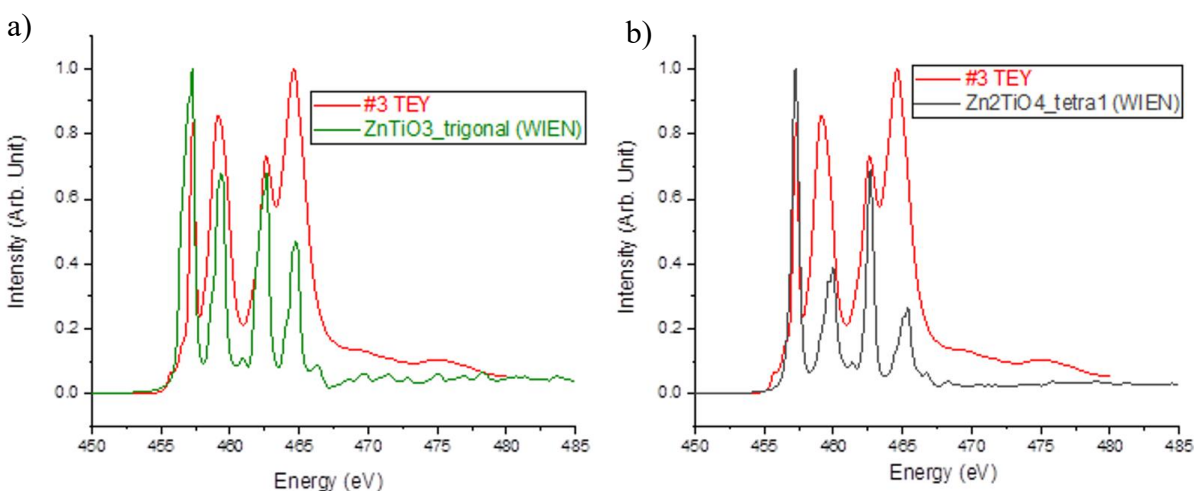 a)
Intensity (Arb. Unit)
1.0
0.8
0.6
0.4
0.2
0.0
#3 TEY
ZnTiO3_trigonal (WIEN)
450 455 460 465 470 475 480 485
Energy (eV)
b)
Intensity (Arb. Unit)
1.0
0.8
0.6
0.4
0.2
0.0
#3 TEY
Zn2TiO4_tetra1 (WIEN)
450 455 460 465 470 475 480 485
Energy (eV)